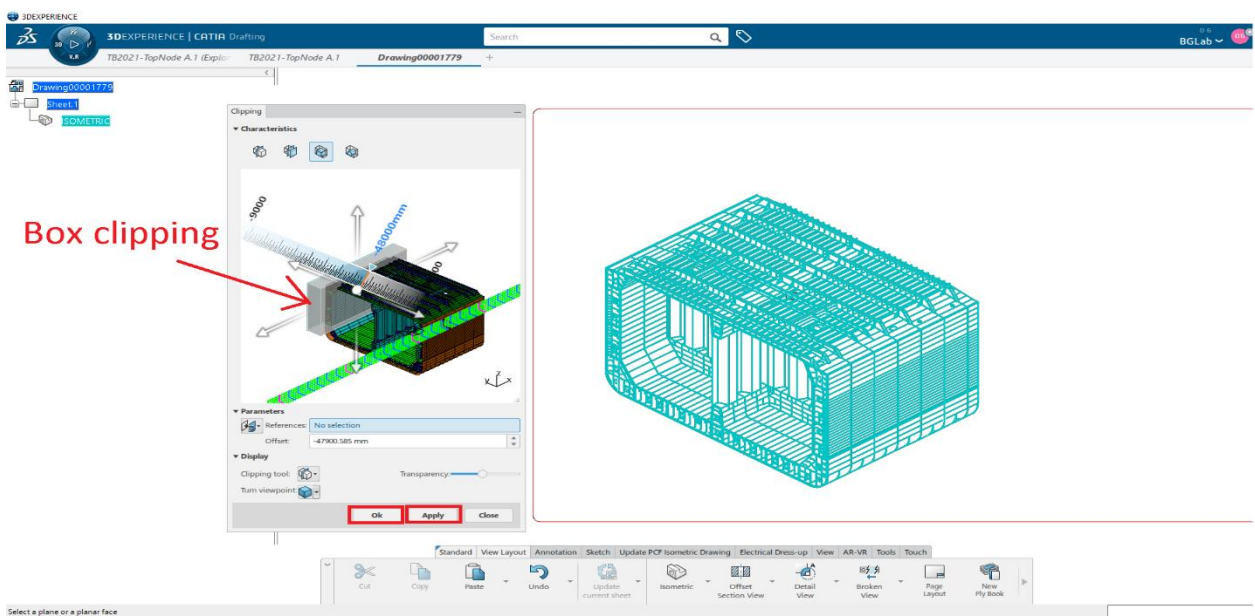 3DEXPERIENCE
3DEXPERIENCE | CATIA Drafting
Search
BGLab
TB2021-TopNode A.1 (Explor
TB2021-TopNode A.1
Drawing00001779
+
Drawing00001779
Sheet.1
ISOMETRIC
Clipping
Characteristics
-9000
-48000mm
Box clipping
Parameters
References: No selection
Offset: -47900.585 mm
Display
Clipping tool:
Transparency:
Turn viewpoint:
Ok Apply Close
Standard View Layout Annotation Sketch Update PCF Isometric Drawing Electrical Dress-up View AR-VR Tools Touch
Cut Copy Paste Undo Update current sheet Isometric Offset Section View Detail View Broken View Page Layout New Ply Book
Select a plane or a planar face